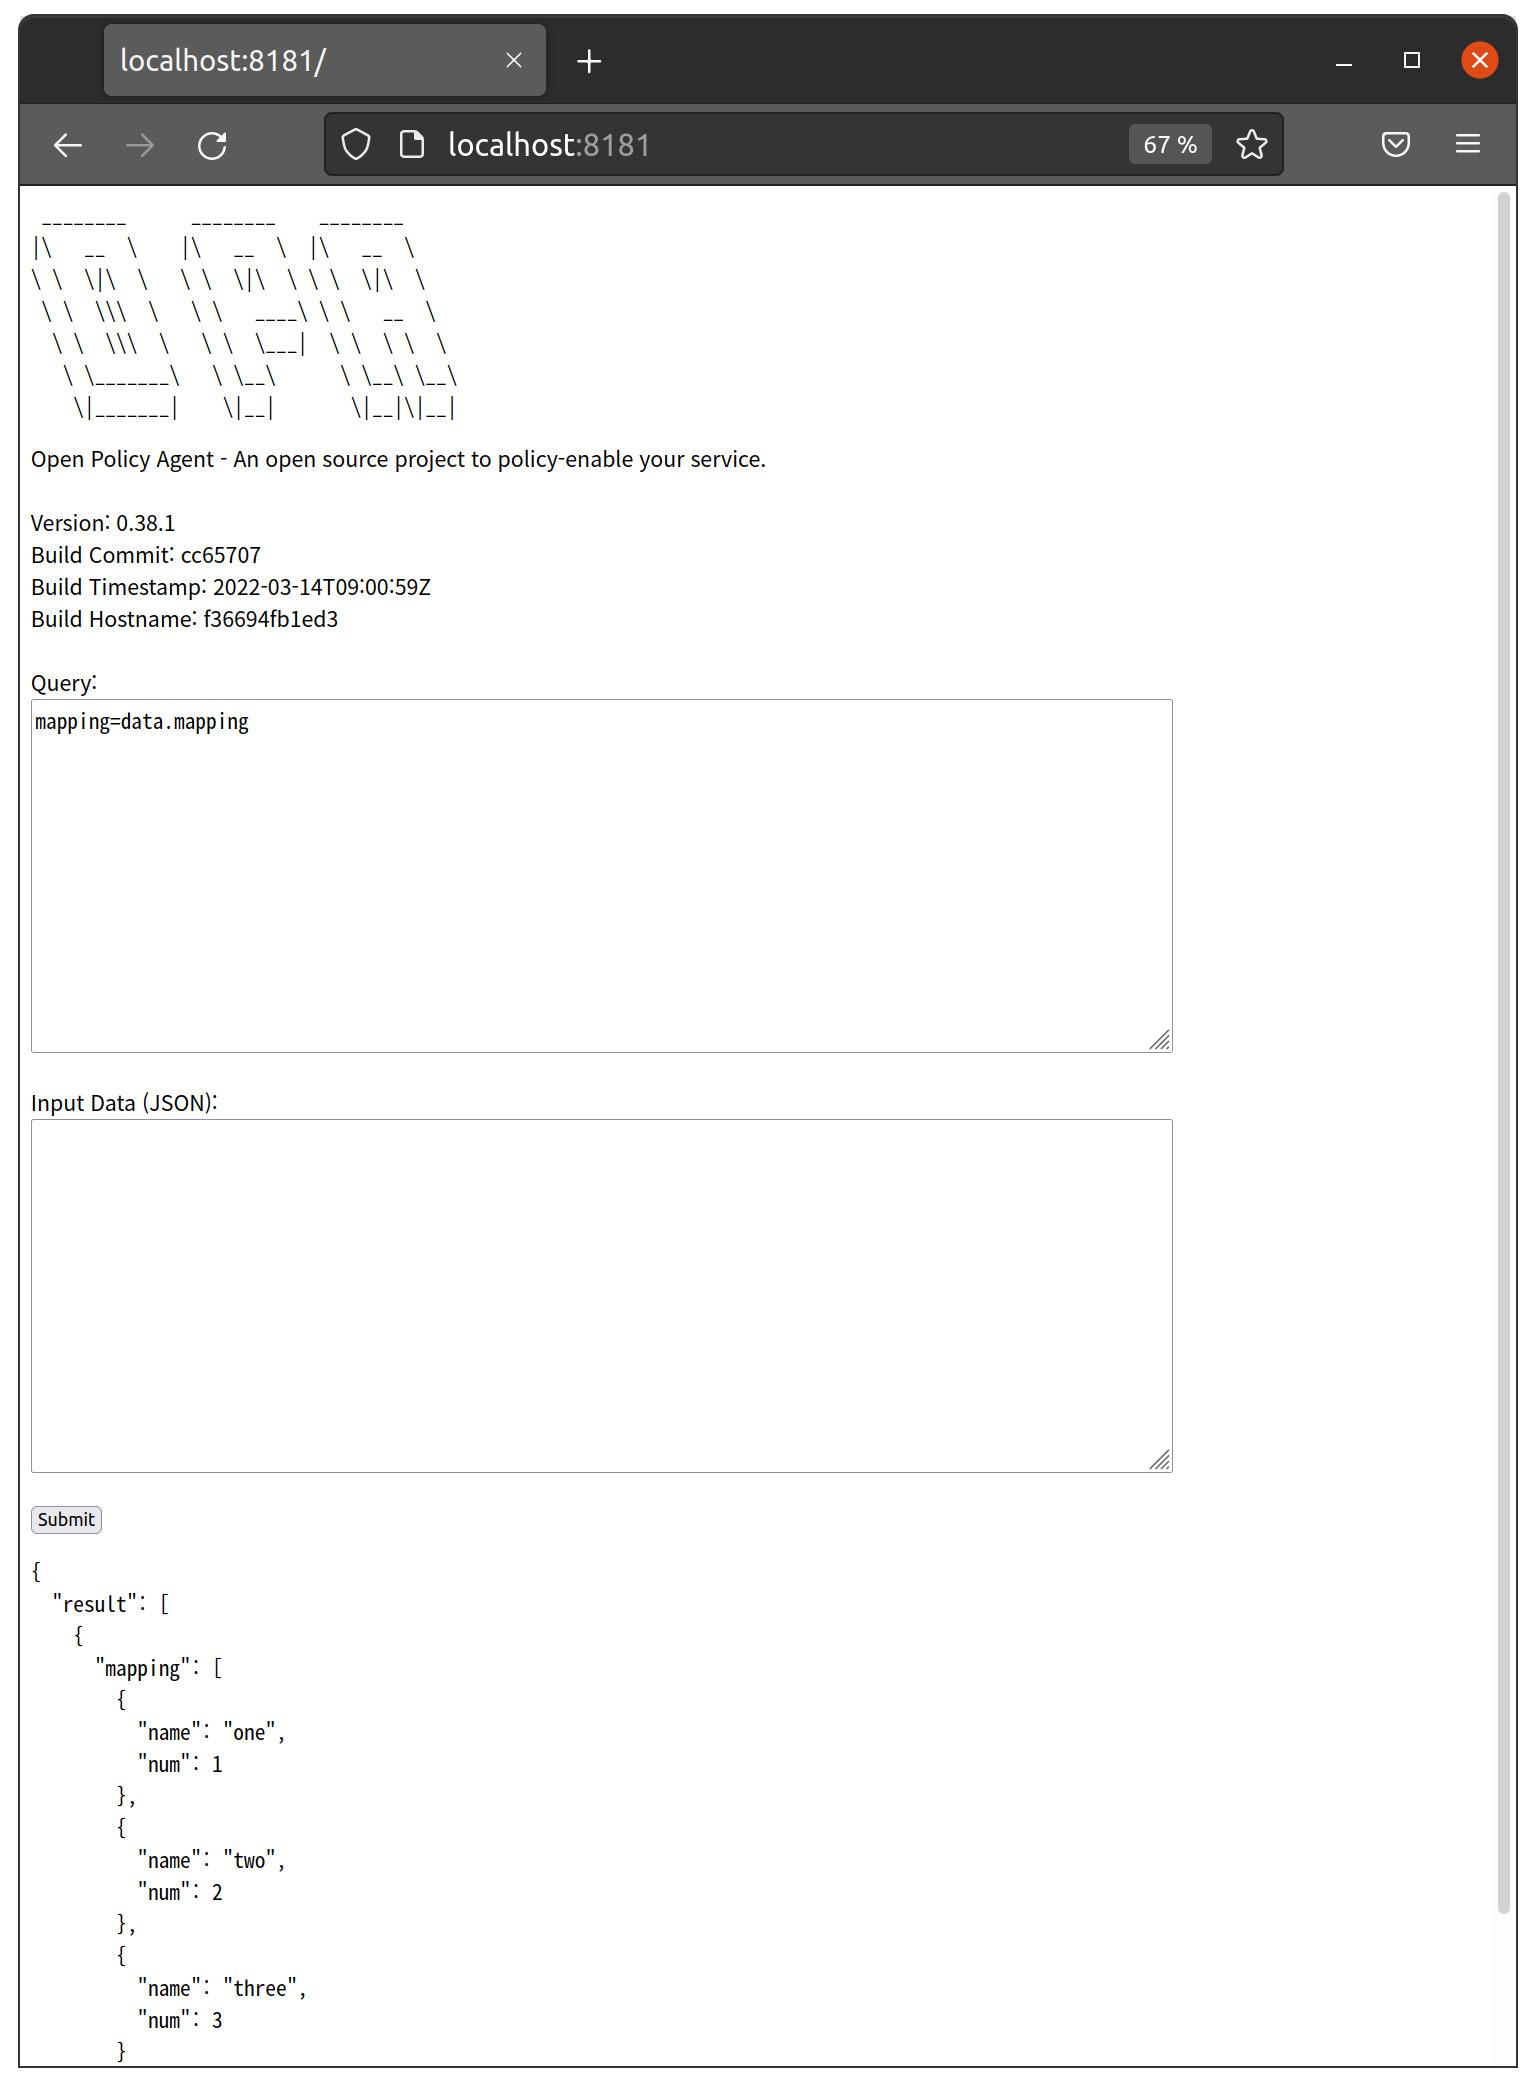 localhost:8181/
localhost:8181
67 %
 ________      ________    ________
|\   __  \    |\   __  \  |\   __  \
\ \  \|\  \   \ \  \|\  \ \ \  \|\  \
 \ \  \\\  \   \ \   ____\ \ \   __  \
  \ \  \\\  \   \ \  \___|  \ \  \ \  \
   \ \_______\   \ \__\      \ \__\ \__\
    \|_______|    \|__|       \|__|\|__|
Open Policy Agent - An open source project to policy-enable your service.
Version: 0.38.1
Build Commit: cc65707
Build Timestamp: 2022-03-14T09:00:59Z
Build Hostname: f36694fb1ed3
Query:
mapping=data.mapping
Input Data (JSON):
Submit
{
  "result": [
    {
      "mapping": [
        {
          "name": "one",
          "num": 1
        },
        {
          "name": "two",
          "num": 2
        },
        {
          "name": "three",
          "num": 3
        }